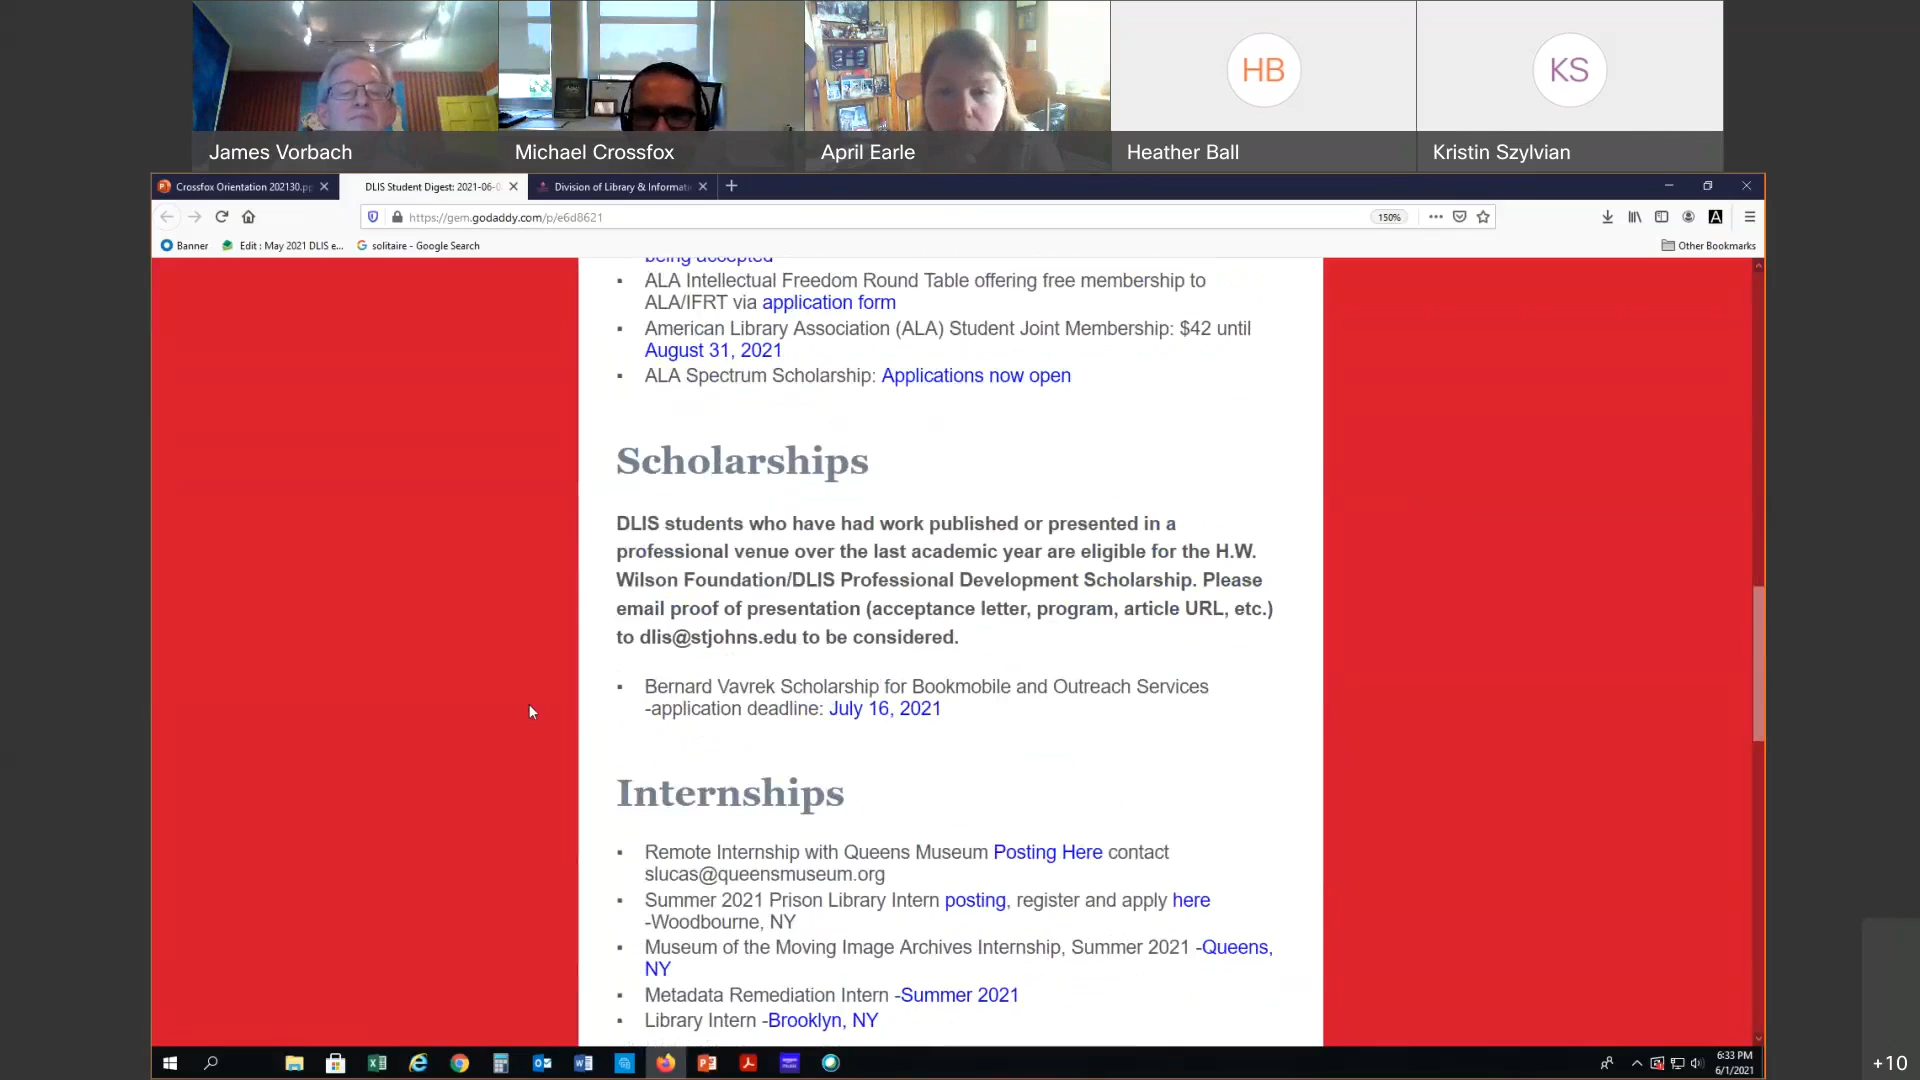 HB
KS
James Vorbach
Michael Crossfox
April Earle
Heather Ball
Kristin Szylvian
Crossfox Orientation 202130.pp
DLIS Student Digest: 2021-06-0
Division of Library & Informati
https://gem.godaddy.com/p/e6d8621
150%
Banner
Edit : May 2021 DLIS e...
solitaire - Google Search
Other Bookmarks
being accepted
▪ ALA Intellectual Freedom Round Table offering free membership to
ALA/IFRT via application form
▪ American Library Association (ALA) Student Joint Membership: $42 until
August 31, 2021
▪ ALA Spectrum Scholarship: Applications now open
Scholarships
DLIS students who have had work published or presented in a
professional venue over the last academic year are eligible for the H.W.
Wilson Foundation/DLIS Professional Development Scholarship. Please
email proof of presentation (acceptance letter, program, article URL, etc.)
to dlis@stjohns.edu to be considered.
▪ Bernard Vavrek Scholarship for Bookmobile and Outreach Services
-application deadline: July 16, 2021
Internships
▪ Remote Internship with Queens Museum Posting Here contact
slucas@queensmuseum.org
▪ Summer 2021 Prison Library Intern posting, register and apply here
-Woodbourne, NY
▪ Museum of the Moving Image Archives Internship, Summer 2021 -Queens,
NY
▪ Metadata Remediation Intern -Summer 2021
▪ Library Intern -Brooklyn, NY
6:33 PM
6/1/2021
+10